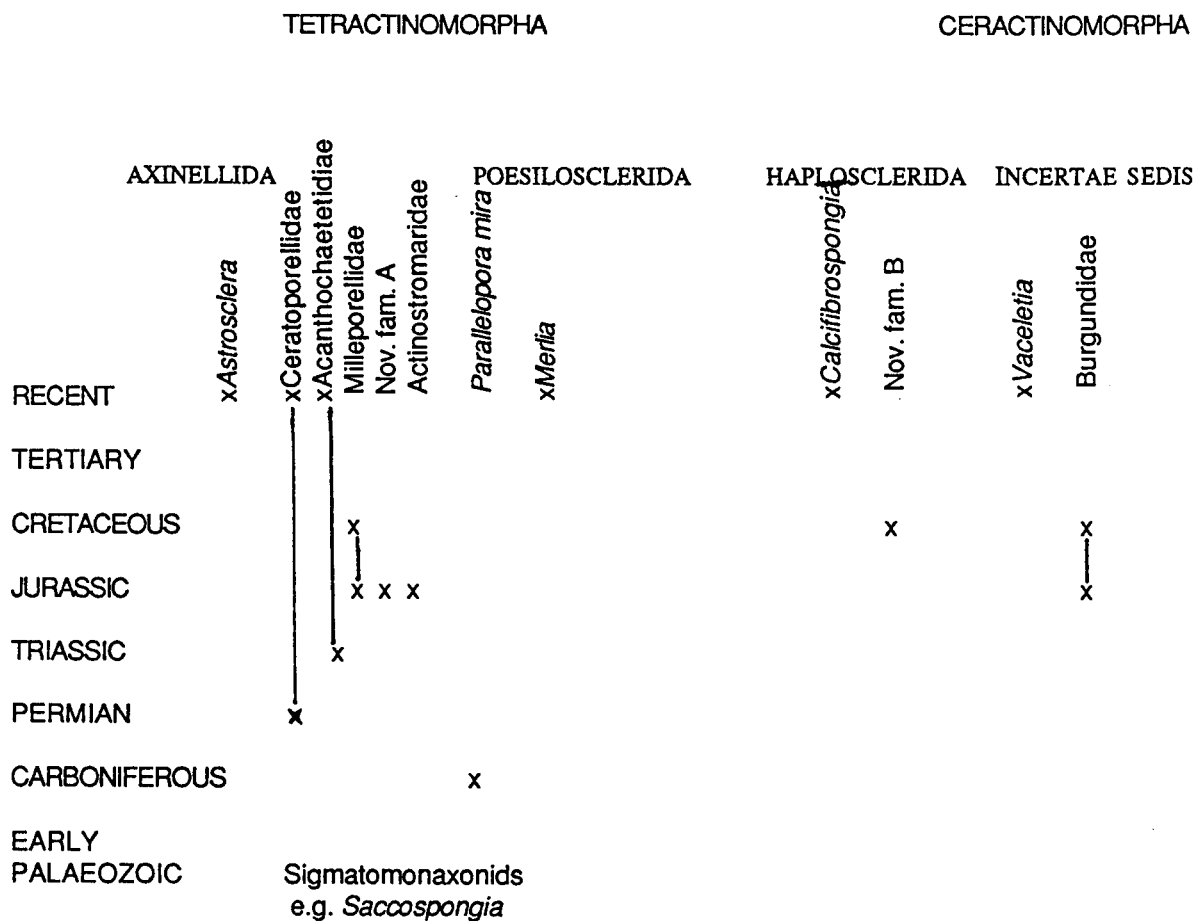 TETRACTINOMORPHA
CERACTINOMORPHA
AXINELLIDA
POESILOSCLERIDA
HAPLOSCLERIDA
INCERTAE SEDIS
xAstrosclera
xCeratoporellidae
xAcanthochaetetidiae
Milleporellidae
Nov. fam. A
Actinostromaridae
Parallelopora mira
xMerlia
xCalcifibrospongia
Nov. fam. B
xVaceletia
Burgundidae
RECENT
TERTIARY
CRETACEOUS x x x
JURASSIC x x x x
TRIASSIC x
PERMIAN x
CARBONIFEROUS x
EARLY
PALAEOZOIC Sigmatomonaxonids
e.g. Saccospongia